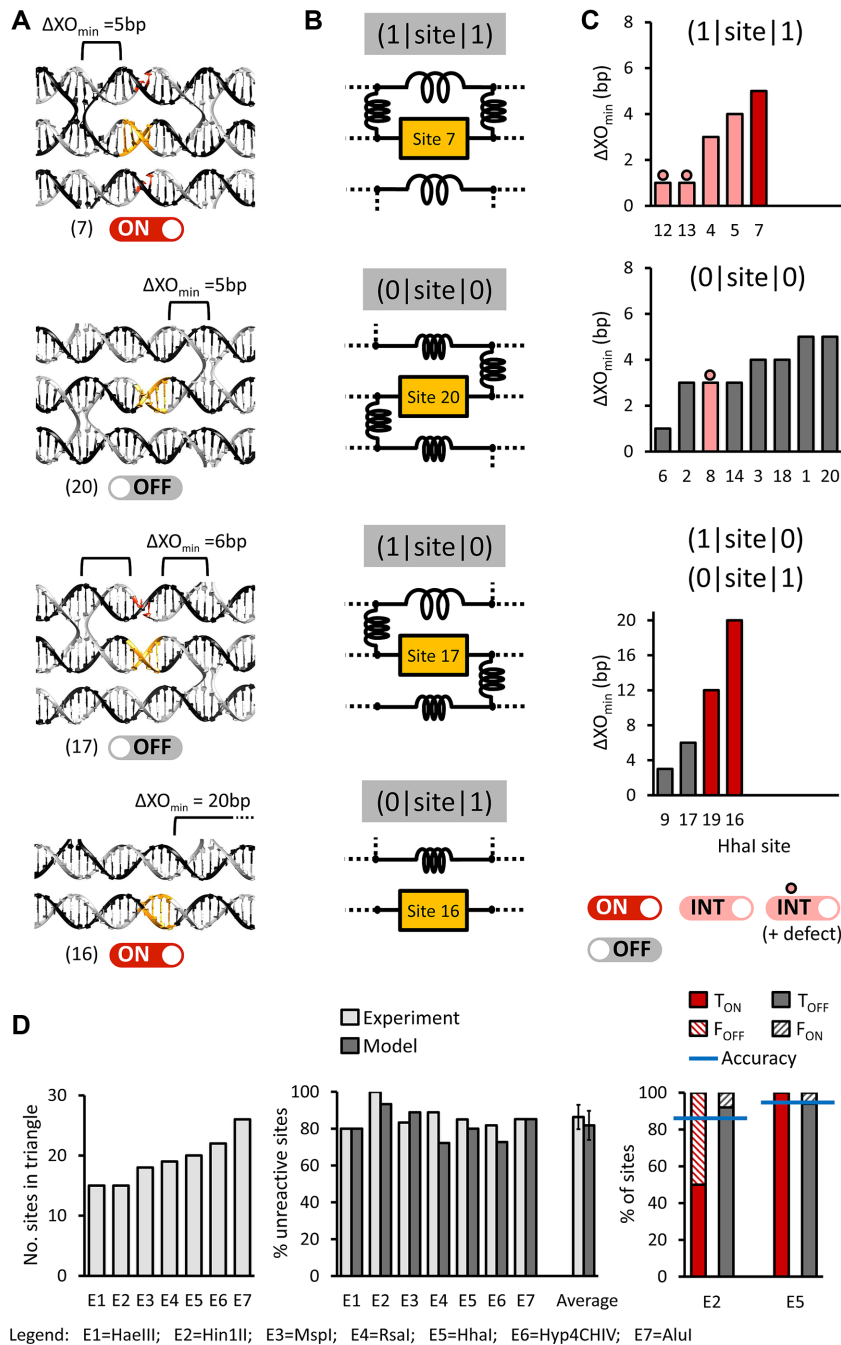 A
B
C
ΔXOmin =5bp
(7) ON
ΔXOmin =5bp
(20) OFF
ΔXOmin =6bp
(17) OFF
ΔXOmin = 20bp
(16) ON
(1|site|1)
Site 7
(0|site|0)
Site 20
(1|site|0)
Site 17
(0|site|1)
Site 16
(1|site|1)
ΔXOmin (bp)
8
6
4
2
0
12 13 4 5 7
(0|site|0)
ΔXOmin (bp)
8
6
4
2
0
6 2 8 14 3 18 1 20
(1|site|0)
(0|site|1)
ΔXOmin (bp)
20
16
12
8
4
0
9 17 19 16
HhaI site
ON INT INT
(+ defect)
OFF
D
No. sites in triangle
30
20
10
0
E1 E2 E3 E4 E5 E6 E7
Experiment
Model
% unreactive sites
100
80
60
40
20
0
E1 E2 E3 E4 E5 E6 E7 Average
TON TOFF
FOFF FON
Accuracy
% of sites
100
80
60
40
20
0
E2 E5
Legend: E1=HaeIII; E2=Hin1II; E3=MspI; E4=RsaI; E5=HhaI; E6=Hyp4CHIV; E7=AluI